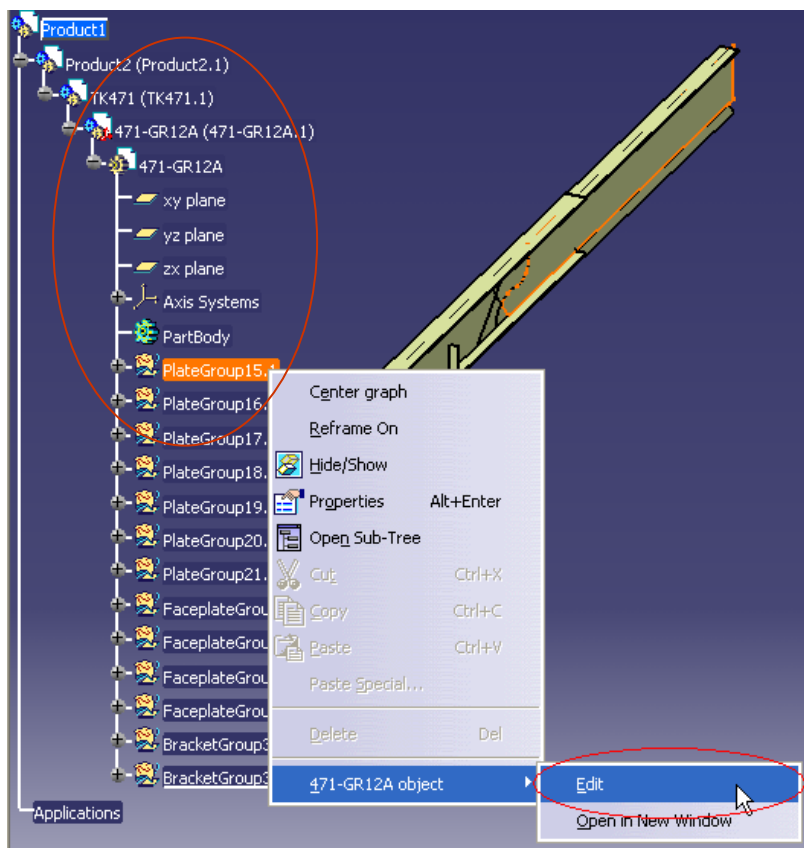 Product1
Product2 (Product2.1)
TK471 (TK471.1)
471-GR12A (471-GR12A.1)
471-GR12A
xy plane
yz plane
zx plane
Axis Systems
PartBody
PlateGroup15.1
PlateGroup16.
PlateGroup17.
PlateGroup18.
PlateGroup19.
PlateGroup20.
PlateGroup21.
FaceplateGrou
FaceplateGrou
FaceplateGrou
FaceplateGrou
BracketGroup3
BracketGroup3
Applications
Center graph
Reframe On
Hide/Show
Properties Alt+Enter
Open Sub-Tree
Cut Ctrl+X
Copy Ctrl+C
Paste Ctrl+V
Paste Special...
Delete Del
471-GR12A object
Edit
Open in New Window